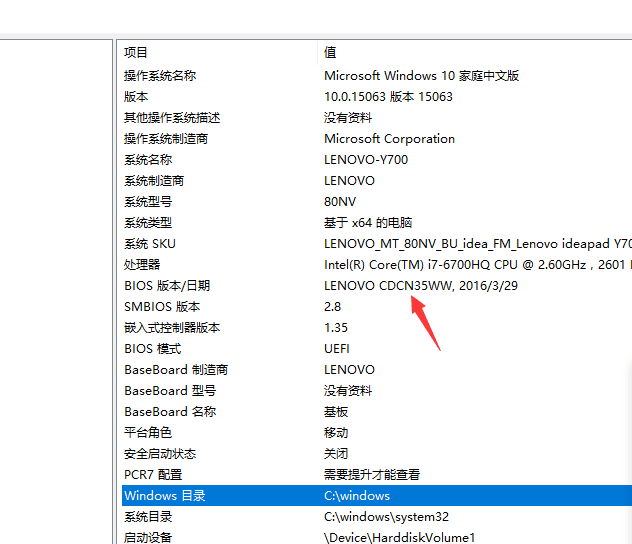 项目 值
操作系统名称 Microsoft Windows 10 家庭中文版
版本 10.0.15063 版本 15063
其他操作系统描述 没有资料
操作系统制造商 Microsoft Corporation
系统名称 LENOVO-Y700
系统制造商 LENOVO
系统型号 80NV
系统类型 基于 x64 的电脑
系统 SKU LENOVO_MT_80NV_BU_idea_FM_Lenovo ideapad Y70
处理器 Intel(R) Core(TM) i7-6700HQ CPU @ 2.60GHz，2601
BIOS 版本/日期 LENOVO CDCN35WW, 2016/3/29
SMBIOS 版本 2.8
嵌入式控制器版本 1.35
BIOS 模式 UEFI
BaseBoard 制造商 LENOVO
BaseBoard 型号 没有资料
BaseBoard 名称 基板
平台角色 移动
安全启动状态 关闭
PCR7 配置 需要提升才能查看
Windows 目录 C:\windows
系统目录 C:\windows\system32
启动设备 \Device\HarddiskVolume1